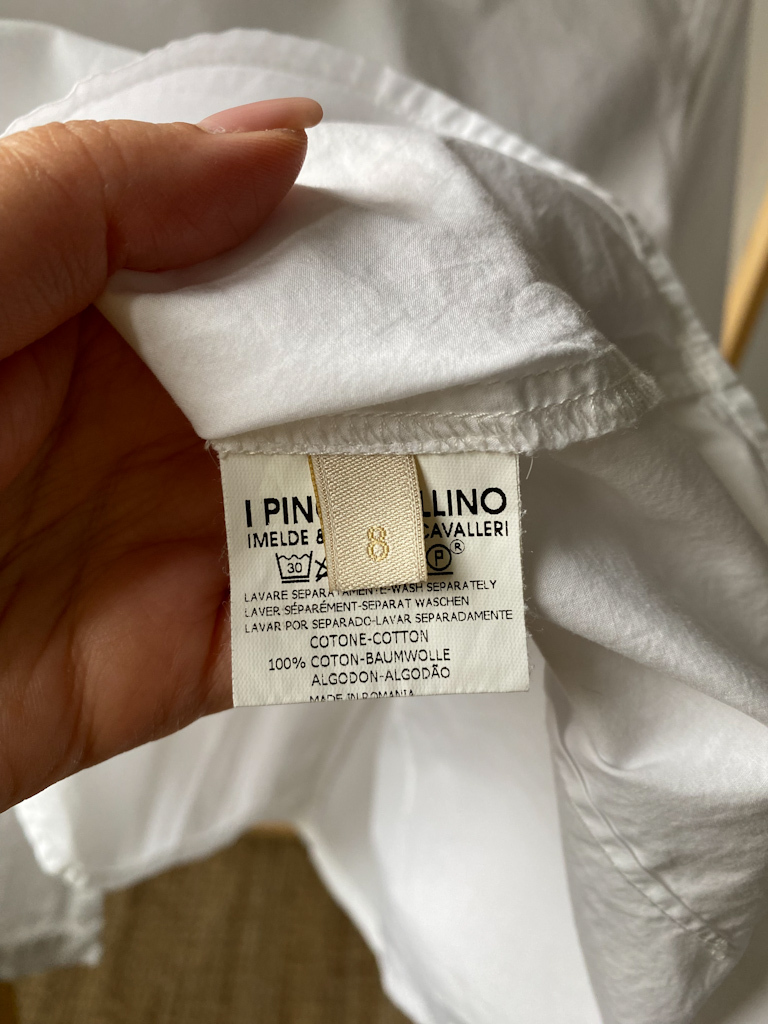 I PIN LLINO
IMELDE & CAVALLERI
8
30 P ®
LAVARE SEPARATAMENTE-WASH SEPARATELY
LAVER SÉPARÉMENT-SEPARAT WASCHEN
LAVAR POR SEPARADO-LAVAR SEPARADAMENTE
COTONE-COTTON
100% COTON-BAUMWOLLE
ALGODON-ALGODÃO
MADE IN ROMANIA